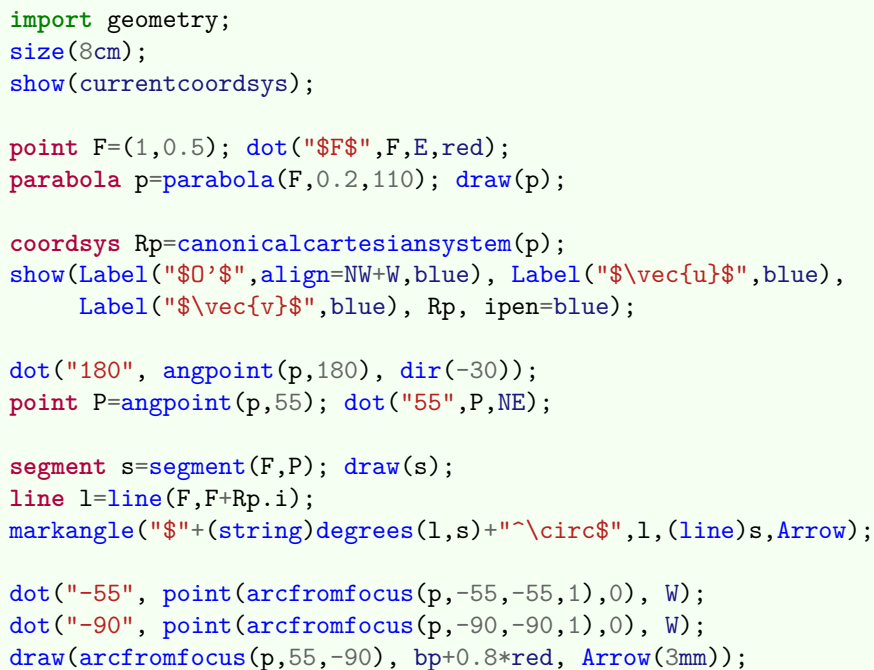 import geometry;
size(8cm);
show(currentcoordsys);

point F=(1,0.5); dot("$F$",F,E,red);
parabola p=parabola(F,0.2,110); draw(p);

coordsys Rp=canonicalcartesiansystem(p);
show(Label("$O'$",align=NW+W,blue), Label("$\vec{u}$",blue),
     Label("$\vec{v}$",blue), Rp, ipen=blue);

dot("180", angpoint(p,180), dir(-30));
point P=angpoint(p,55); dot("55",P,NE);

segment s=segment(F,P); draw(s);
line l=line(F,F+Rp.i);
markangle("$"+(string)degrees(l,s)+"^\circ$",l,(line)s,Arrow);

dot("-55", point(arcfromfocus(p,-55,-55,1),0), W);
dot("-90", point(arcfromfocus(p,-90,-90,1),0), W);
draw(arcfromfocus(p,55,-90), bp+0.8*red, Arrow(3mm));